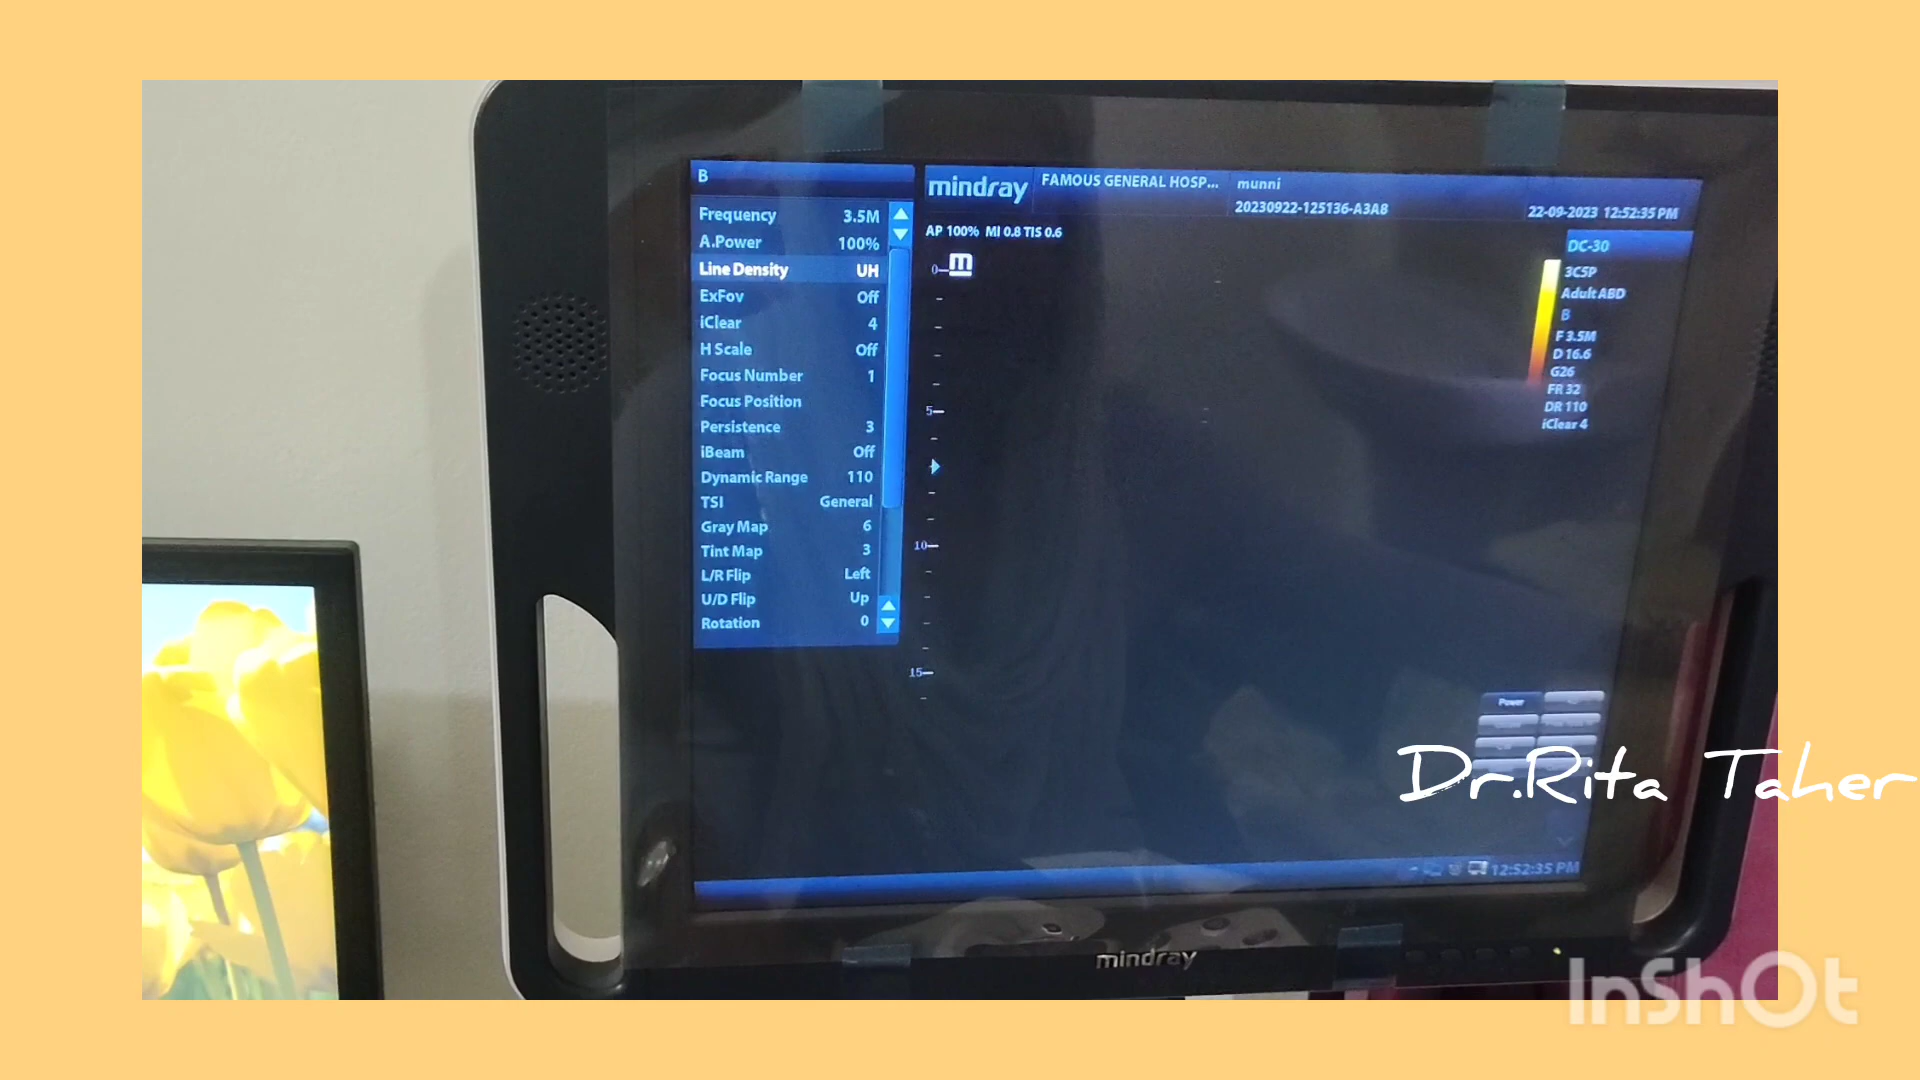 B
Frequency 3.5M
A.Power 100%
Line Density UH
ExFov Off
iClear 4
H Scale Off
Focus Number 1
Focus Position
Persistence 3
iBeam Off
Dynamic Range 110
TSI General
Gray Map 6
Tint Map 3
L/R Flip Left
U/D Flip Up
Rotation 0
mindray FAMOUS GENERAL HOSP... munni
20230922-125136-A3A8 22-09-2023 12:52:35 PM
AP 100% MI 0.8 TIS 0.6
m
0
5
10
15
DC-30
3C5P
Adult ABD
B
F 3.5M
D 16.6
G26
FR 32
DR 110
iClear 4
Power
Dr.Rita Taher
12:52:35 PM
mindray
InShOt